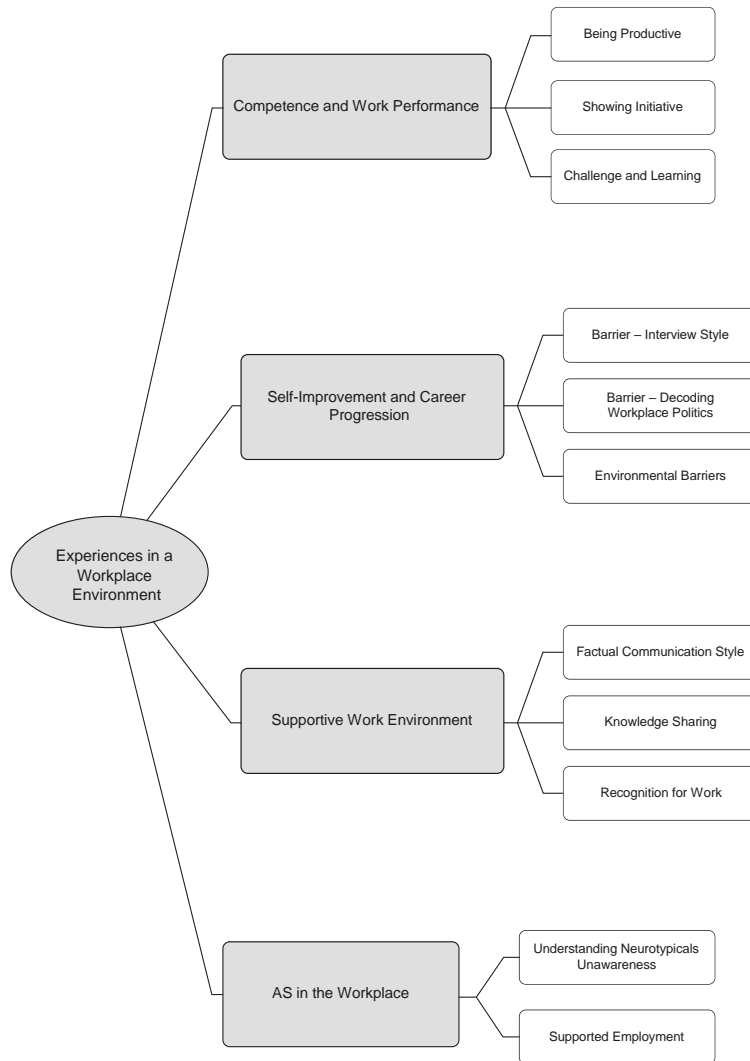 Being Productive
Competence and Work Performance
Showing Initiative
Challenge and Learning
Barrier – Interview Style
Self-Improvement and Career
Progression
Barrier – Decoding
Workplace Politics
Environmental Barriers
Experiences in a
Workplace
Environment
Factual Communication Style
Supportive Work Environment
Knowledge Sharing
Recognition for Work
Understanding Neurotypicals
Unawareness
AS in the Workplace
Supported Employment